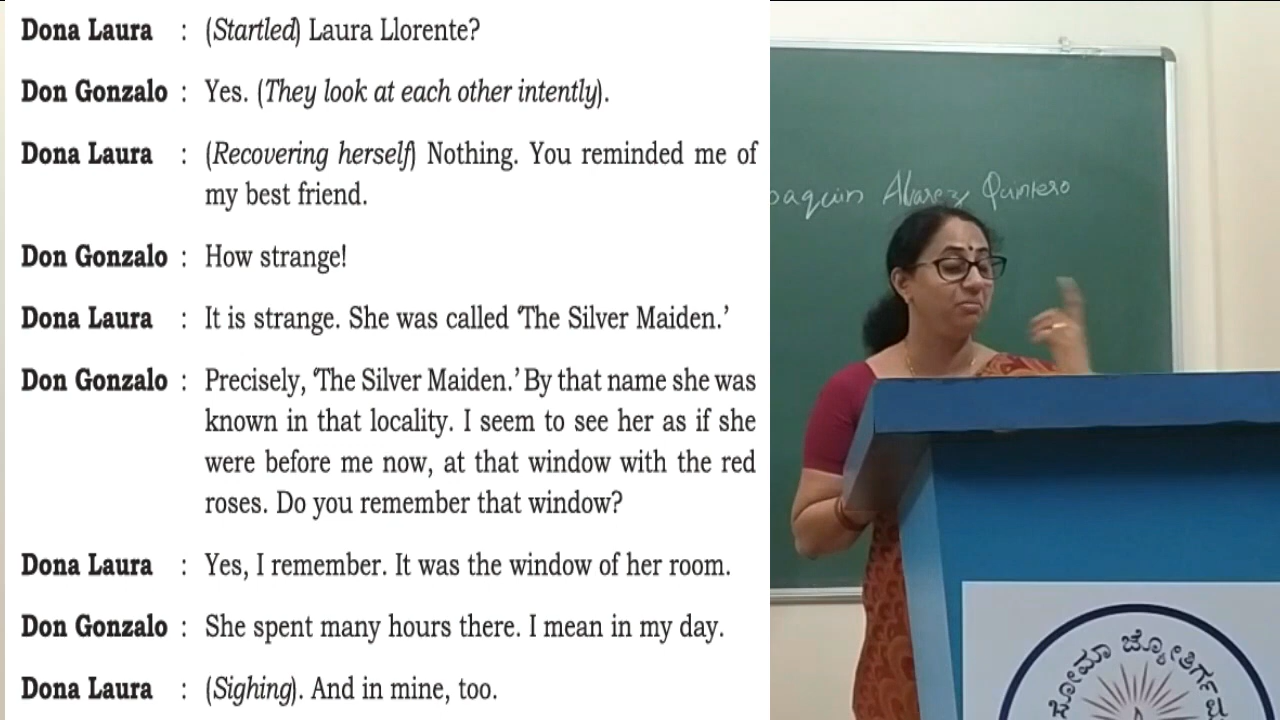 Dona Laura : (Startled) Laura Llorente?
Don Gonzalo : Yes. (They look at each other intently).
Dona Laura : (Recovering herself) Nothing. You reminded me of
my best friend.
Don Gonzalo : How strange!
Dona Laura : It is strange. She was called ‘The Silver Maiden.’
Don Gonzalo : Precisely, ‘The Silver Maiden.’ By that name she was
known in that locality. I seem to see her as if she
were before me now, at that window with the red
roses. Do you remember that window?
Dona Laura : Yes, I remember. It was the window of her room.
Don Gonzalo : She spent many hours there. I mean in my day.
Dona Laura : (Sighing). And in mine, too.
oaquin Alvarez Quintero
ಜ್ಯೋತಿರ್ಗಮ